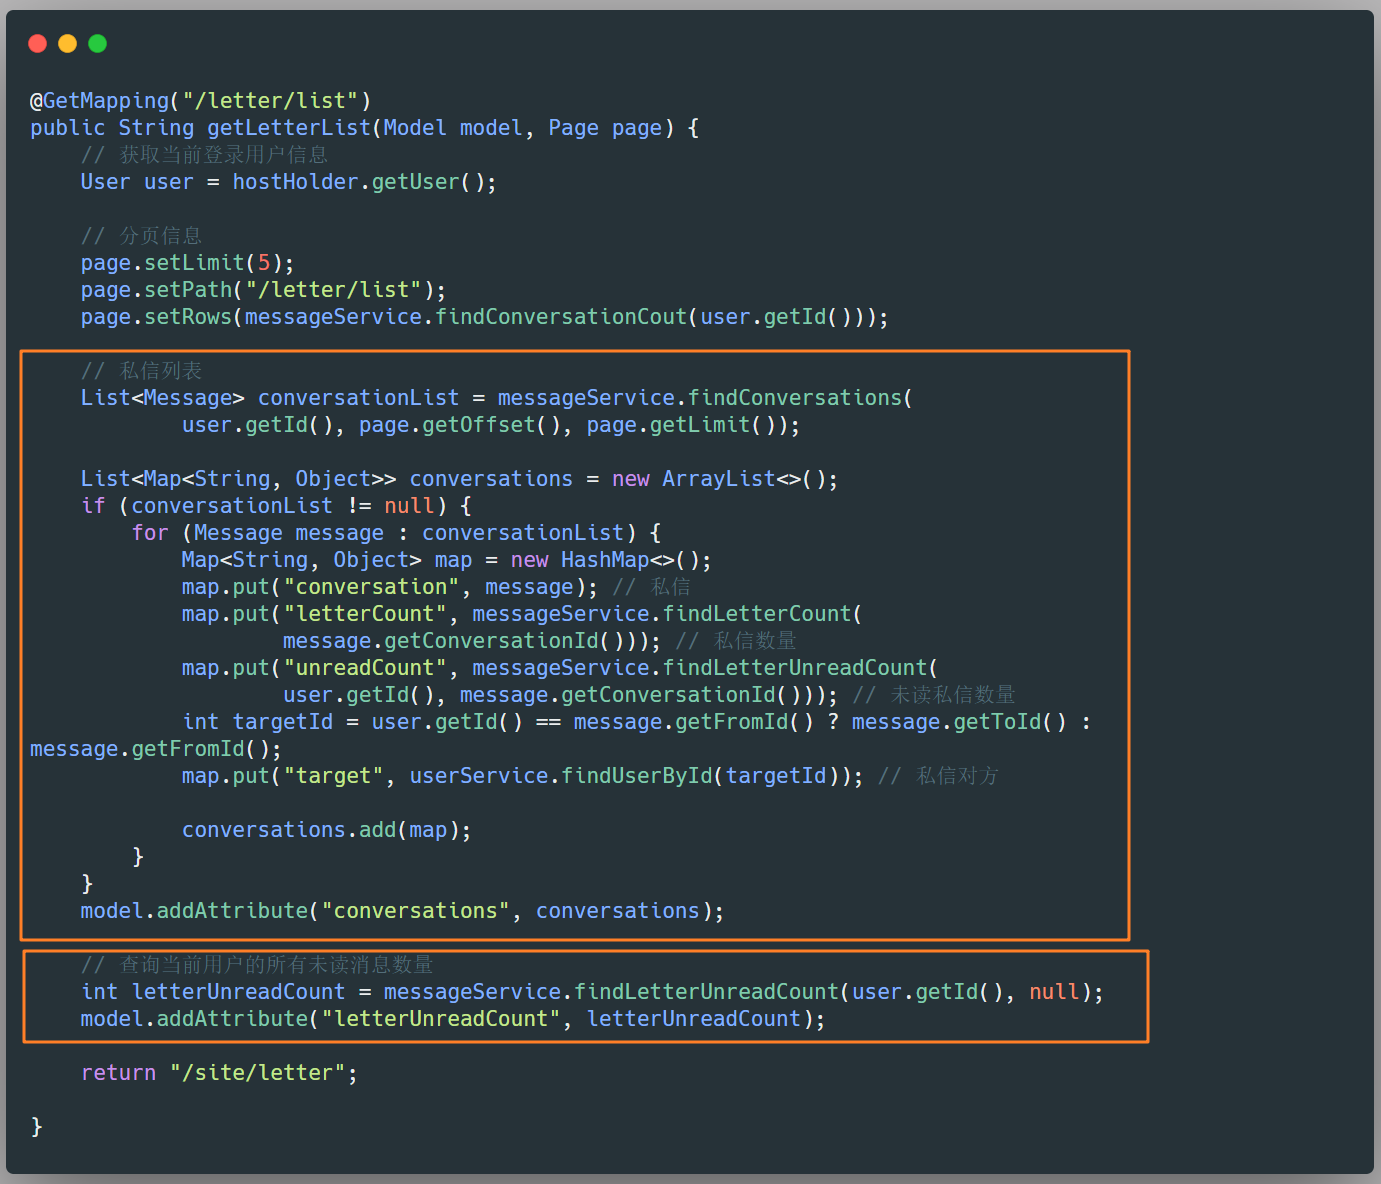 @GetMapping("/letter/list")
public String getLetterList(Model model, Page page) {
    // 获取当前登录用户信息
    User user = hostHolder.getUser();
    // 分页信息
    page.setLimit(5);
    page.setPath("/letter/list");
    page.setRows(messageService.findConversationCout(user.getId()));
    // 私信列表
    List<Message> conversationList = messageService.findConversations(
            user.getId(), page.getOffset(), page.getLimit());
    List<Map<String, Object>> conversations = new ArrayList<>();
    if (conversationList != null) {
        for (Message message : conversationList) {
            Map<String, Object> map = new HashMap<>();
            map.put("conversation", message); // 私信
            map.put("letterCount", messageService.findLetterCount(
                    message.getConversationId())); // 私信数量
            map.put("unreadCount", messageService.findLetterUnreadCount(
                    user.getId(), message.getConversationId())); // 未读私信数量
            int targetId = user.getId() == message.getFromId() ? message.getToId() :
message.getFromId();
            map.put("target", userService.findUserById(targetId)); // 私信对方
            conversations.add(map);
        }
    }
    model.addAttribute("conversations", conversations);
    // 查询当前用户的所有未读消息数量
    int letterUnreadCount = messageService.findLetterUnreadCount(user.getId(), null);
    model.addAttribute("letterUnreadCount", letterUnreadCount);
    return "/site/letter";
}